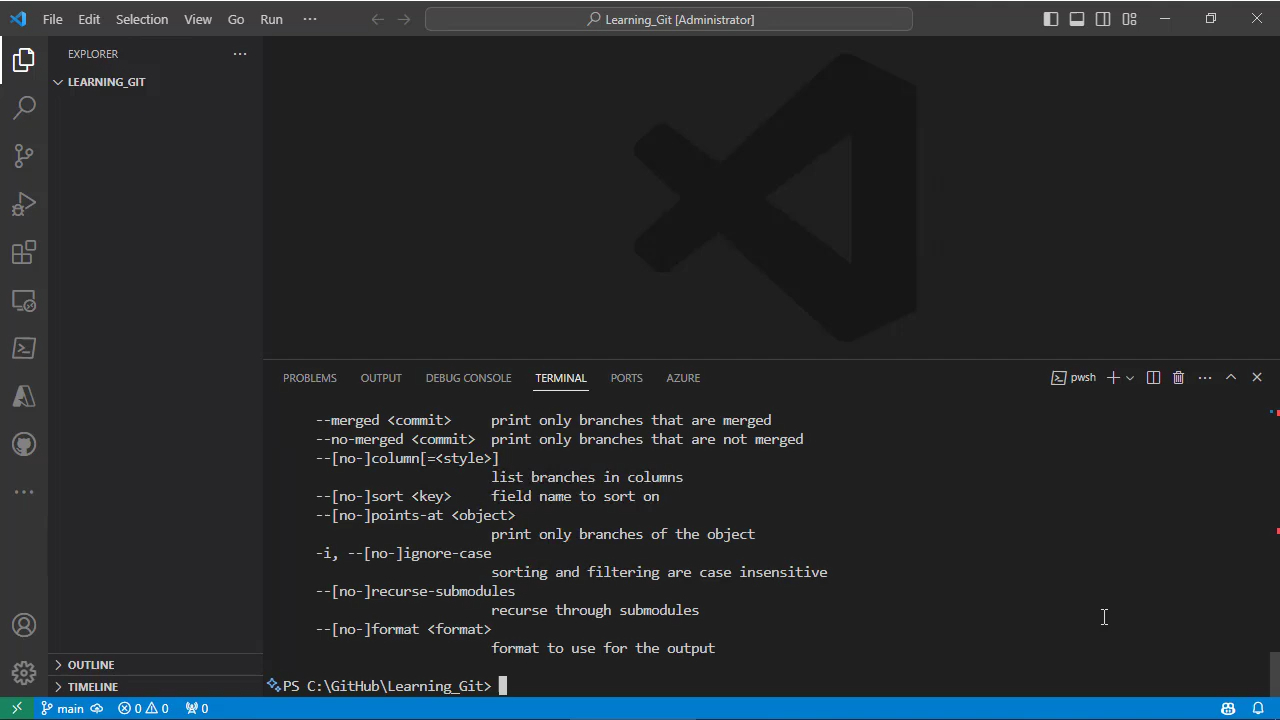 File Edit Selection View Go Run ··· Learning_Git [Administrator]
EXPLORER ···
LEARNING_GIT
PROBLEMS OUTPUT DEBUG CONSOLE TERMINAL PORTS AZURE pwsh
--merged <commit> print only branches that are merged
--no-merged <commit> print only branches that are not merged
--[no-]column[=<style>]
list branches in columns
--[no-]sort <key> field name to sort on
--[no-]points-at <object>
print only branches of the object
-i, --[no-]ignore-case
sorting and filtering are case insensitive
--[no-]recurse-submodules
recurse through submodules
--[no-]format <format>
format to use for the output
PS C:\GitHub\Learning_Git>
OUTLINE
TIMELINE
main 0 0 0